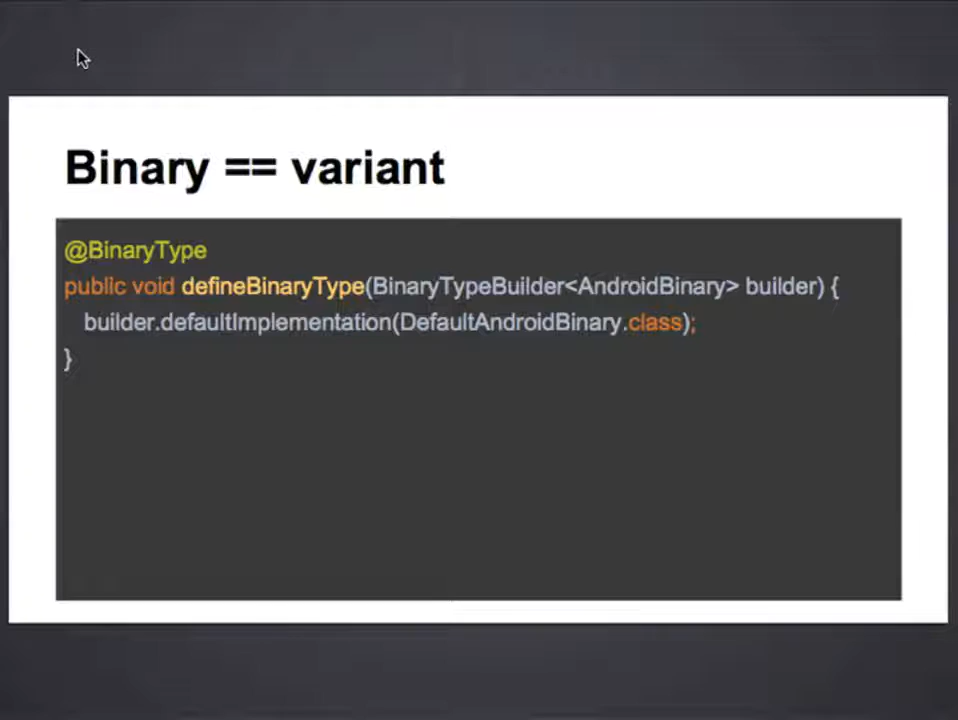 Binary == variant
@BinaryType
public void defineBinaryType(BinaryTypeBuilder<AndroidBinary> builder) {
builder.defaultImplementation(DefaultAndroidBinary.class);
}